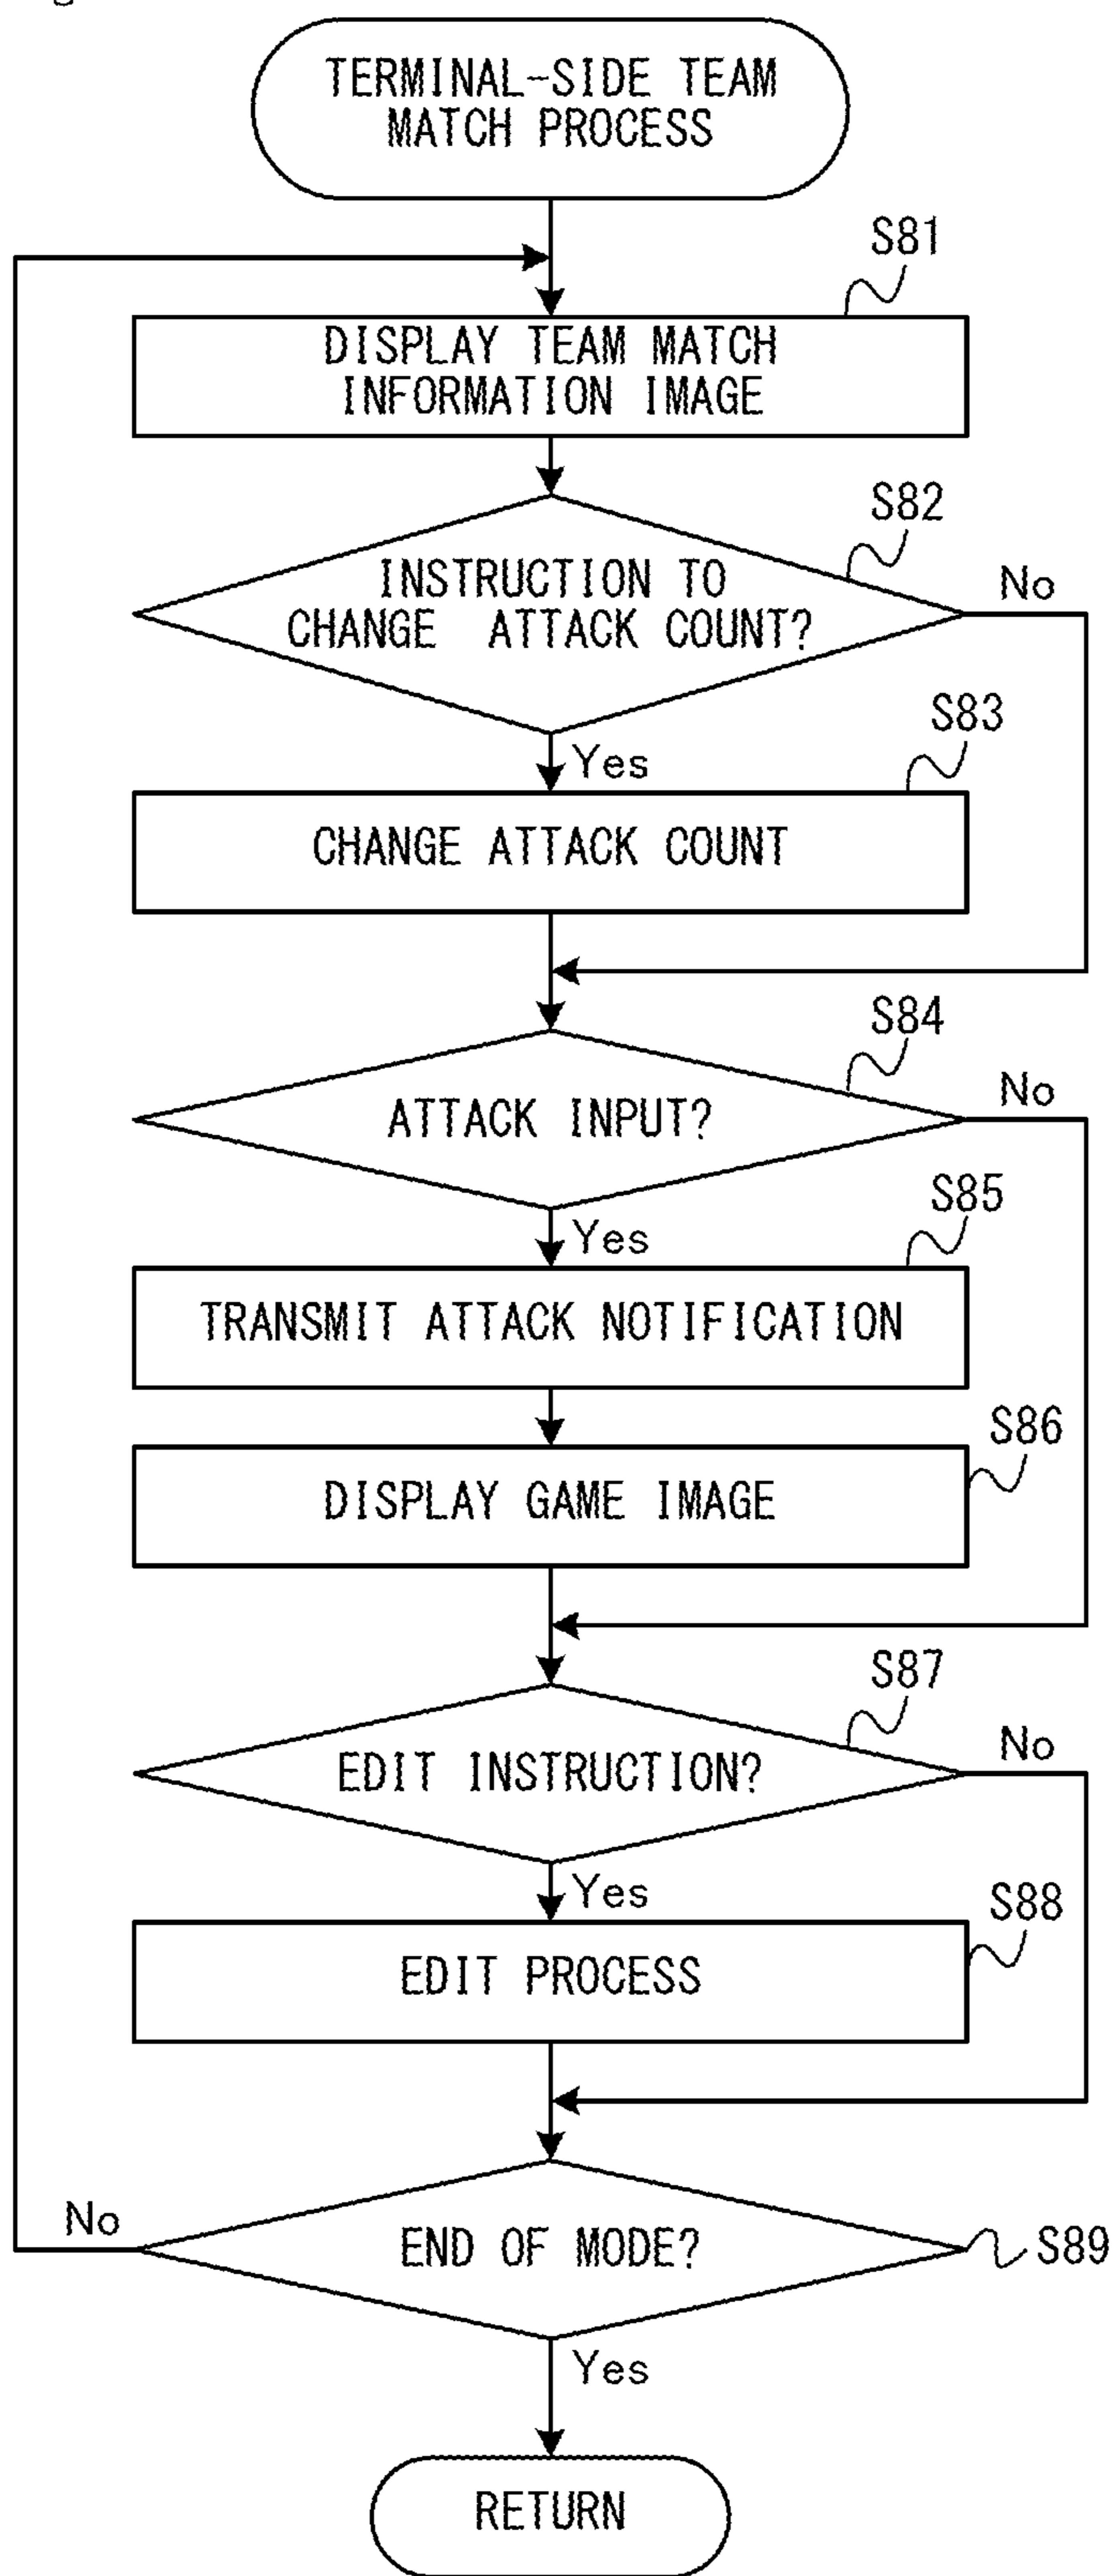 TERMINAL-SIDE TEAM
MATCH PROCESS
S81
DISPLAY TEAM MATCH
INFORMATION IMAGE
S82
INSTRUCTION TO
CHANGE ATTACK COUNT?
No
S83
Yes
CHANGE ATTACK COUNT
S84
ATTACK INPUT?
No
S85
Yes
TRANSMIT ATTACK NOTIFICATION
S86
DISPLAY GAME IMAGE
S87
EDIT INSTRUCTION?
No
Yes
S88
EDIT PROCESS
No
END OF MODE?
S89
Yes
RETURN